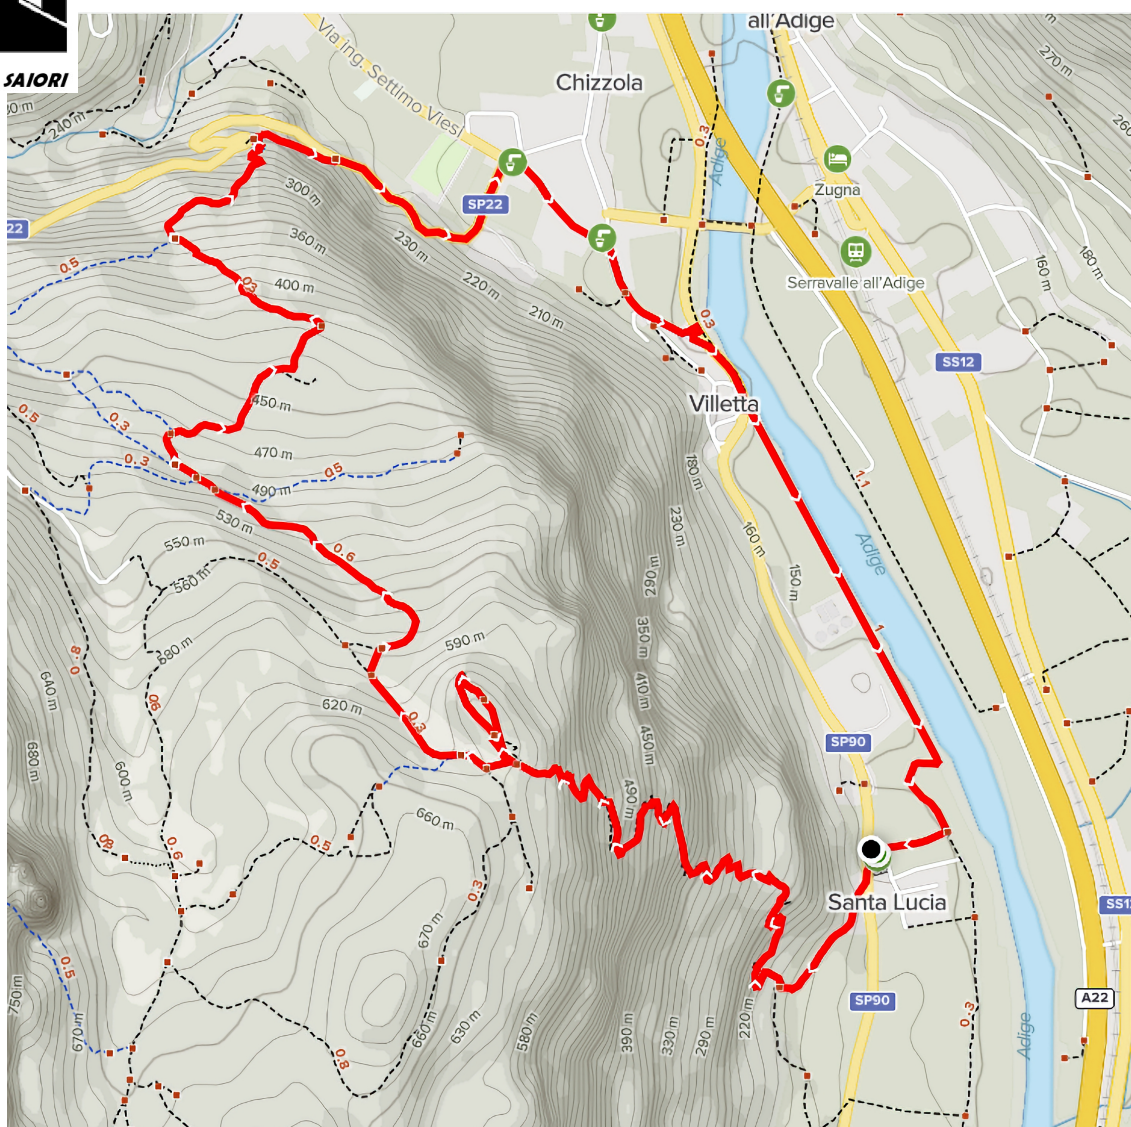 SAIORI
all'Adige
Via ing. Settimo Viesi
Chizzola
270 m
240 m
0.3
Adige
Zugna
SP22
300 m
22
360 m
230 m
0.5
220 m
400 m
Serravalle all'Adige
160 m
180 m
210 m
0.3
SS12
0.5
0.3
450 m
Villetta
470 m
0.3
0.5
180 m
490 m
1.1
530 m
230 m
160 m
550 m
0.5
0.6
Adige
560 m
290 m
150 m
580 m
590 m
350 m
1
0.8
640 m
0.6
620 m
410 m
0.3
680 m
450 m
SP90
600 m
490 m
660 m
0.6
0.5
0.3
Santa Lucia
670 m
0.5
750 m
A22
SP90
220 m
0.3
670 m
660 m
630 m
580 m
390 m
330 m
290 m
Adige
0.8